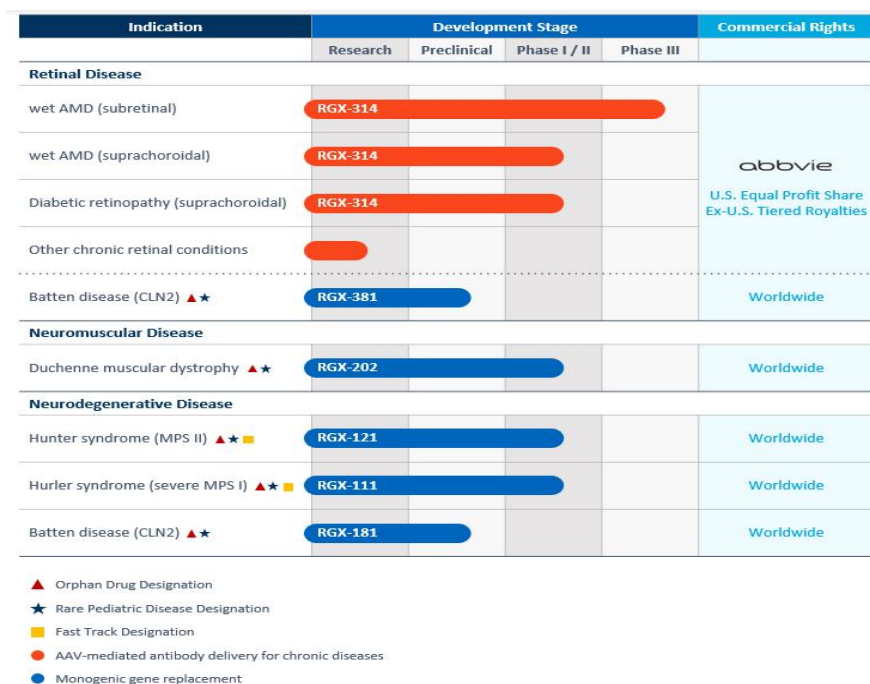 Indication Development Stage Commercial Rights
Research Preclinical Phase I / II Phase III
Retinal Disease
wet AMD (subretinal) RGX-314
wet AMD (suprachoroidal) RGX-314
abbvie
Diabetic retinopathy (suprachoroidal) RGX-314
U.S. Equal Profit Share
Ex-U.S. Tiered Royalties
Other chronic retinal conditions
Batten disease (CLN2) RGX-381 Worldwide
Neuromuscular Disease
Duchenne muscular dystrophy RGX-202 Worldwide
Neurodegenerative Disease
Hunter syndrome (MPS II) RGX-121 Worldwide
Hurler syndrome (severe MPS I) RGX-111 Worldwide
Batten disease (CLN2) RGX-181 Worldwide
Orphan Drug Designation
Rare Pediatric Disease Designation
Fast Track Designation
AAV-mediated antibody delivery for chronic diseases
Monogenic gene replacement